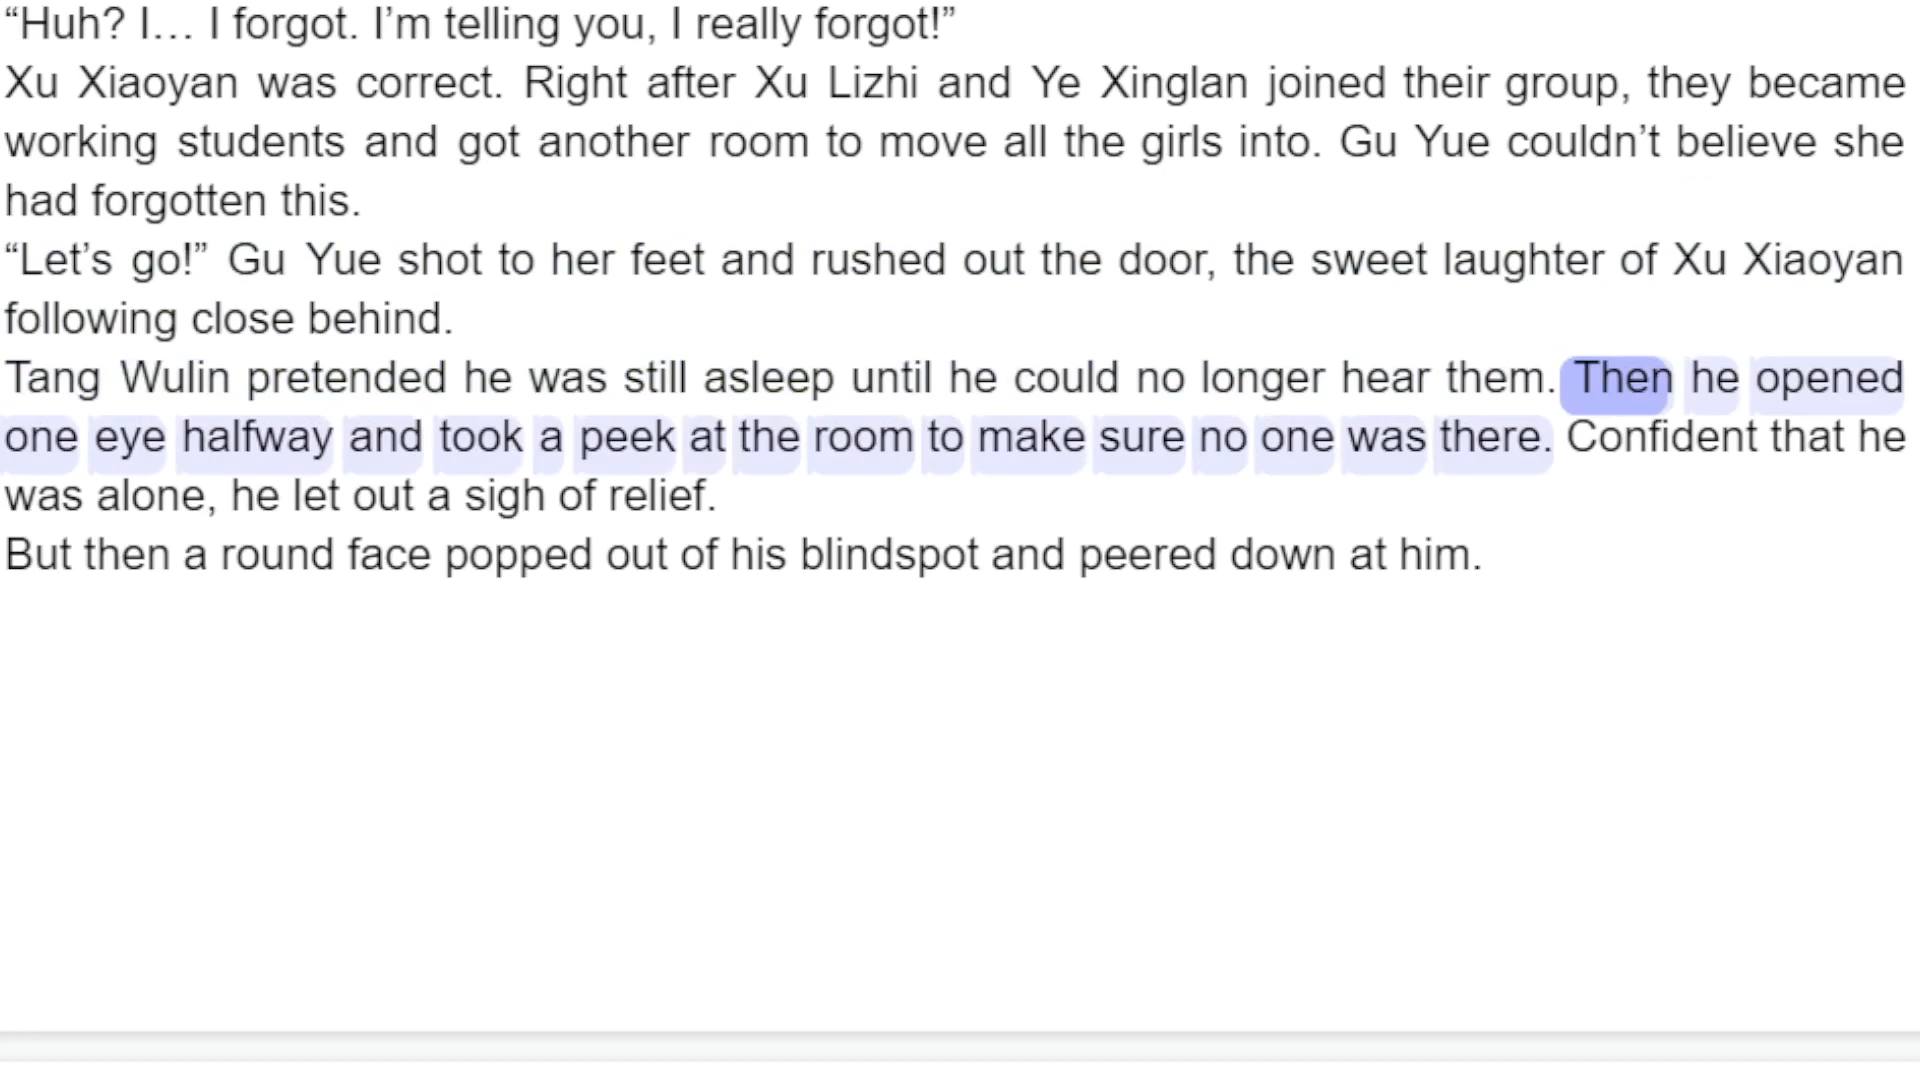 “Huh? I… I forgot. I’m telling you, I really forgot!”
Xu Xiaoyan was correct. Right after Xu Lizhi and Ye Xinglan joined their group, they became
working students and got another room to move all the girls into. Gu Yue couldn’t believe she
had forgotten this.
“Let’s go!” Gu Yue shot to her feet and rushed out the door, the sweet laughter of Xu Xiaoyan
following close behind.
Tang Wulin pretended he was still asleep until he could no longer hear them. Then he opened
one eye halfway and took a peek at the room to make sure no one was there. Confident that he
was alone, he let out a sigh of relief.
But then a round face popped out of his blindspot and peered down at him.